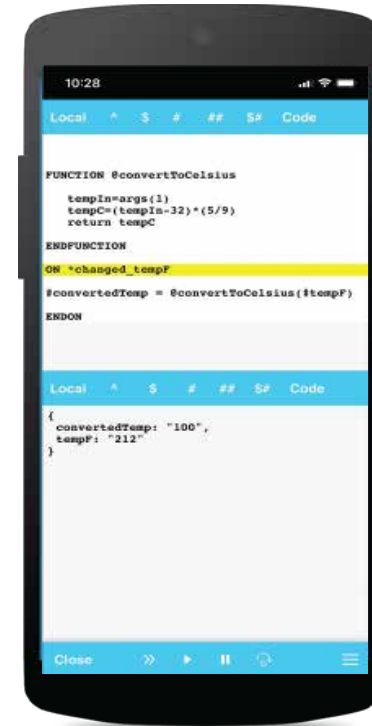 10:28
Local ^ $ # ## $# Code
FUNCTION @convertToCelsius
tempIn=args(1)
tempC=(tempIn-32)*(5/9)
return tempC
ENDFUNCTION
ON *changed_tempF
#convertedTemp = @convertToCelsius(#tempF)
ENDON
Local ^ $ # ## $# Code
{
convertedTemp: "100",
tempF: "212"
}
Close